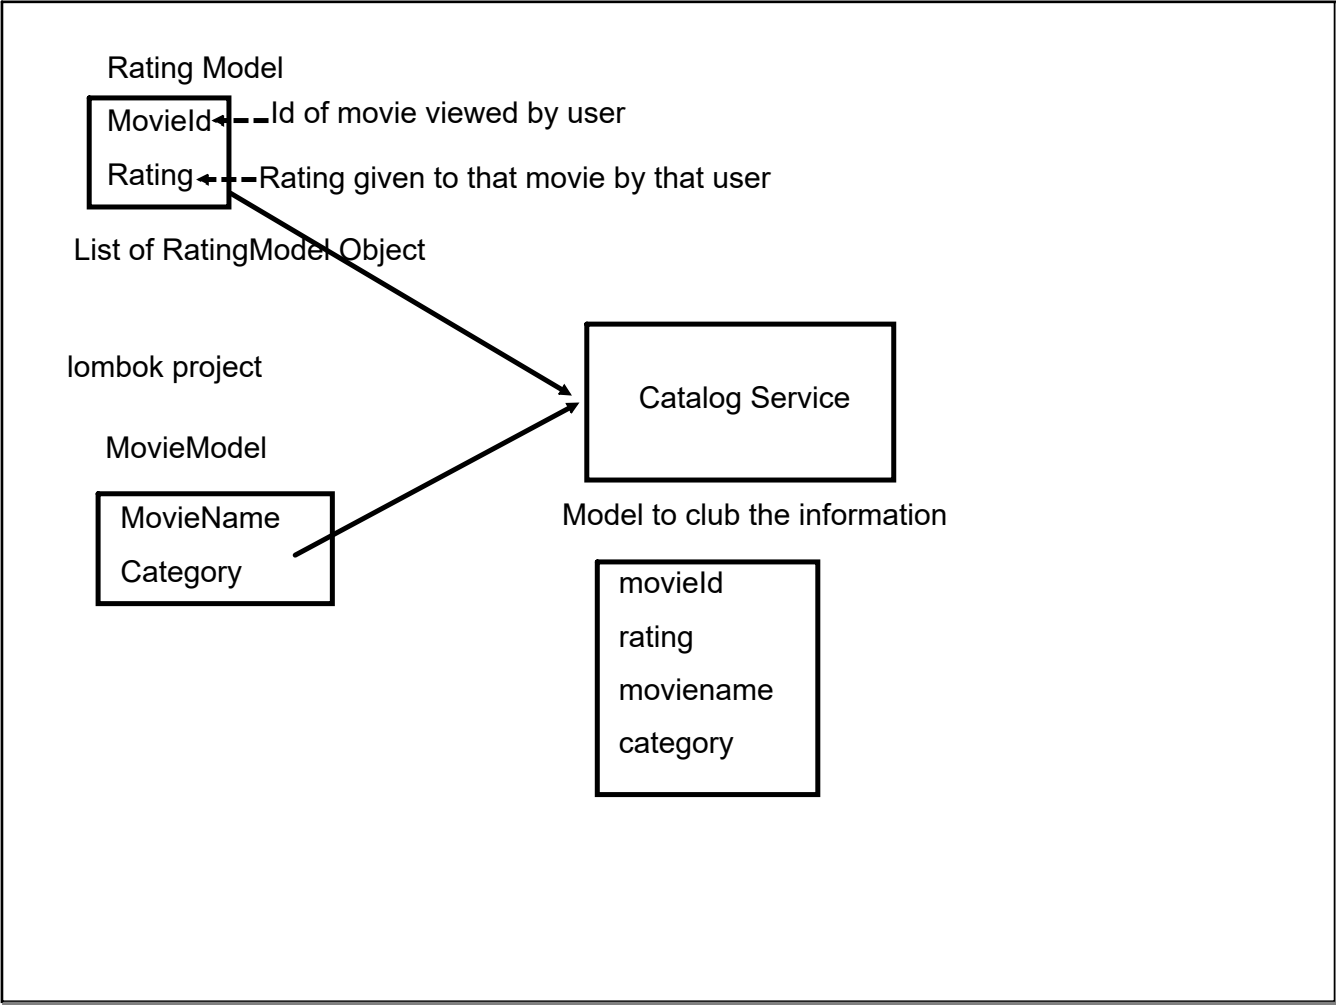 Rating Model
MovieId
Id of movie viewed by user
Rating
Rating given to that movie by that user
List of RatingModel Object
lombok project
Catalog Service
MovieModel
MovieName
Category
Model to club the information
movieId
rating
moviename
category